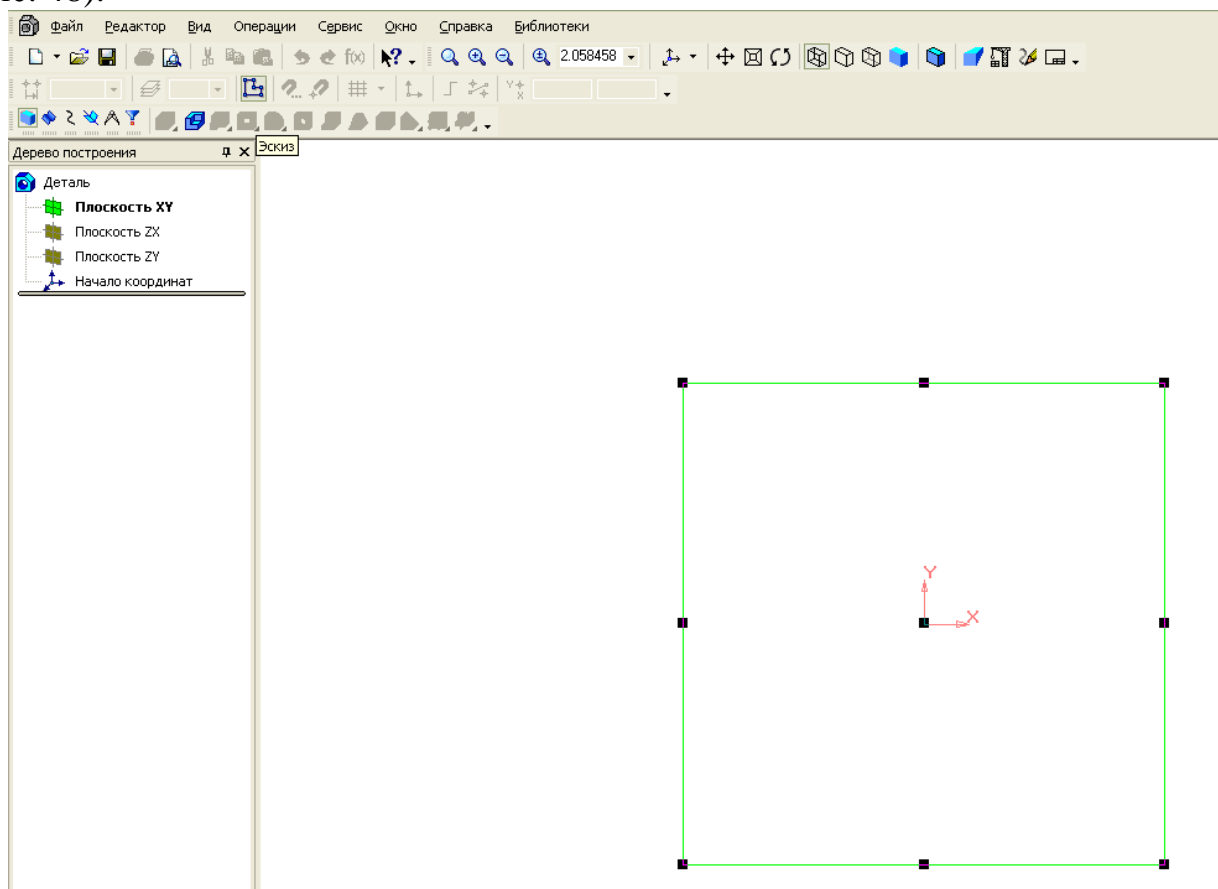 Файл Редактор Вид Операции Сервис Окно Справка Библиотеки
f(x) 2.058458
Эскиз
Дерево построения
Деталь
Плоскость XY
Плоскость ZX
Плоскость ZY
Начало координат
Y
X